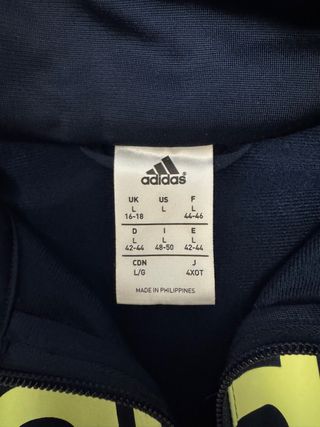 adidas
UK US F
L L L
16-18 44-46
D I E
L L L
42-44 48-50 42-44
CDN J
L/G 4XOT
MADE IN PHILIPPINES